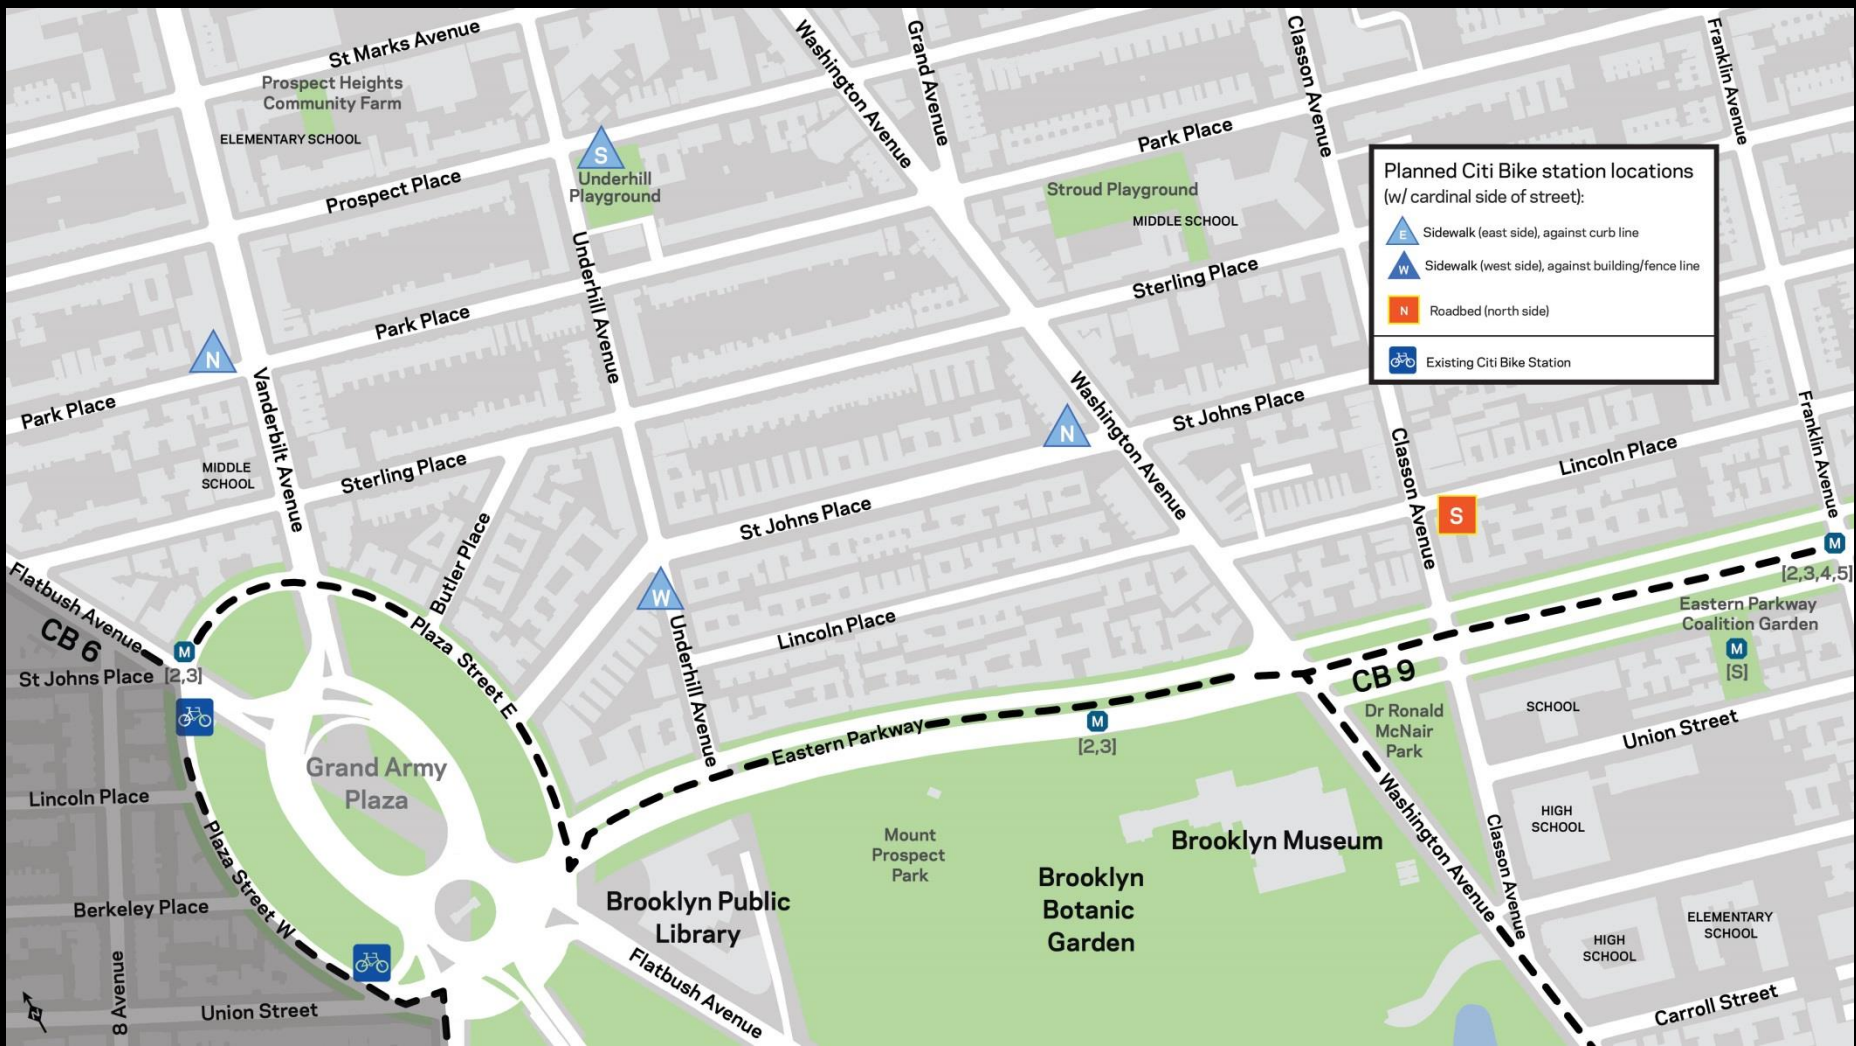 St Marks Avenue
Prospect Heights
Community Farm
ELEMENTARY SCHOOL
Prospect Place
S
Underhill
Playground
Washington Avenue
Grand Avenue
Classon Avenue
Franklin Avenue
Park Place
Stroud Playground
MIDDLE SCHOOL
Sterling Place
Planned Citi Bike station locations
(w/ cardinal side of street):
E
Sidewalk (east side), against curb line
W
Sidewalk (west side), against building/fence line
N
Roadbed (north side)
Existing Citi Bike Station
Underhill Avenue
Park Place
N
Park Place
Vanderbilt Avenue
MIDDLE
SCHOOL
Sterling Place
Butler Place
Washington Avenue
N
St Johns Place
St Johns Place
Classon Avenue
Lincoln Place
Franklin Avenue
S
M
[2,3,4,5]
Eastern Parkway
Coalition Garden
M
[S]
Flatbush Avenue
CB 6
St Johns Place
M
[2,3]
Plaza Street E
W
Underhill Avenue
Lincoln Place
CB 9
Dr Ronald
McNair
Park
SCHOOL
Union Street
Eastern Parkway
M
[2,3]
Grand Army
Plaza
Lincoln Place
Plaza Street W
Berkeley Place
8 Avenue
Union Street
N
Brooklyn Public
Library
Flatbush Avenue
Mount
Prospect
Park
Brooklyn Museum
Brooklyn
Botanic
Garden
Washington Avenue
Classon Avenue
HIGH
SCHOOL
HIGH
SCHOOL
ELEMENTARY
SCHOOL
Carroll Street